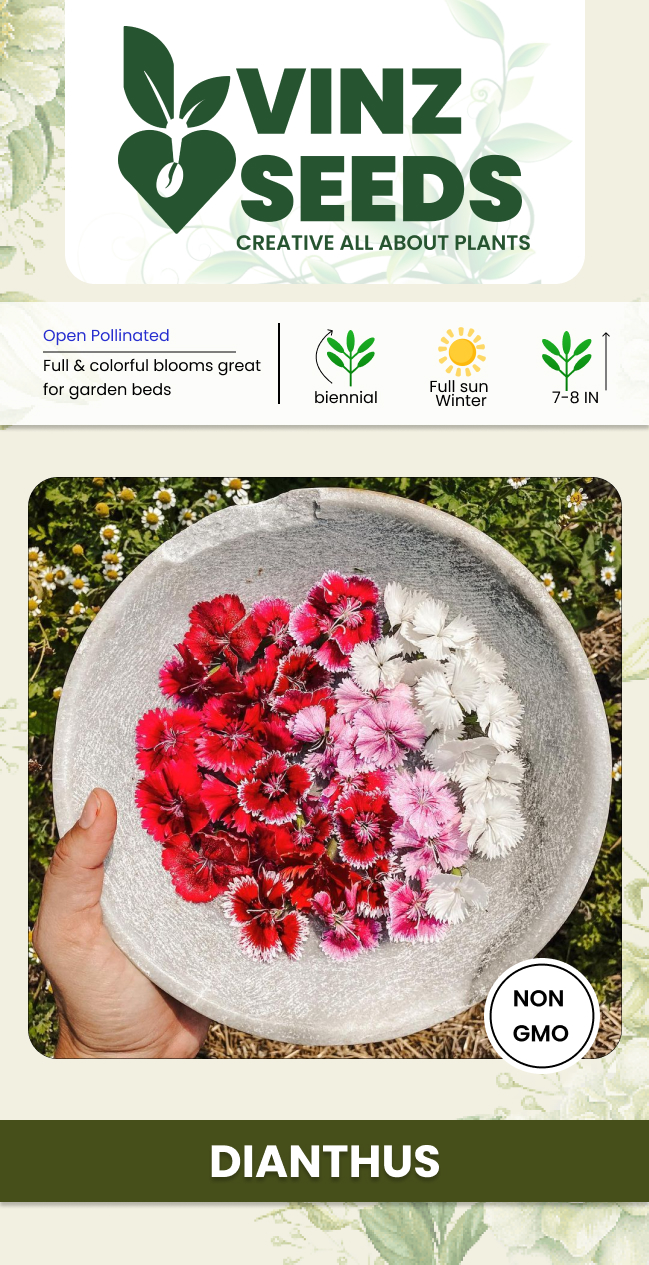 VINZ
SEEDS
CREATIVE ALL ABOUT PLANTS
Open Pollinated
Full & colorful blooms great
for garden beds
biennial
Full sun
Winter
7-8 IN
NON
GMO
DIANTHUS